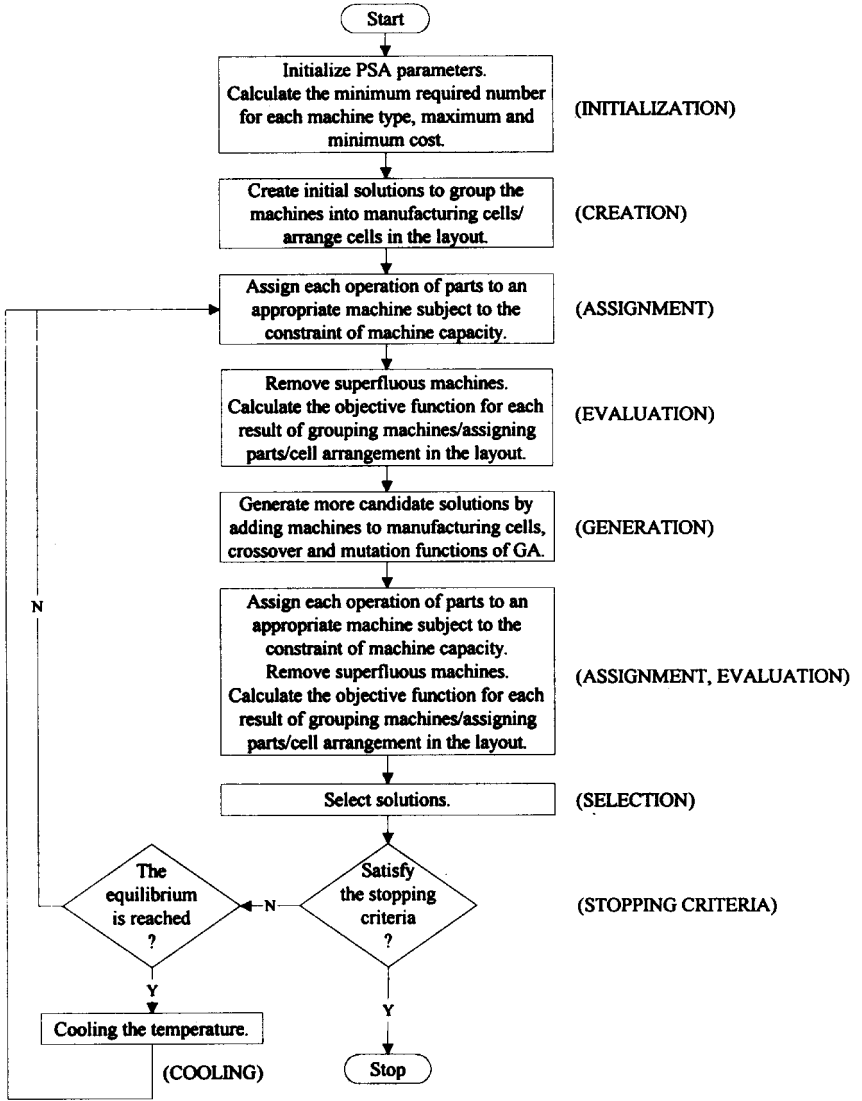 Start
Initialize PSA parameters.
Calculate the minimum required number
for each machine type, maximum and
minimum cost.
(INITIALIZATION)
Create initial solutions to group the
machines into manufacturing cells/
arrange cells in the layout.
(CREATION)
Assign each operation of parts to an
appropriate machine subject to the
constraint of machine capacity.
(ASSIGNMENT)
Remove superfluous machines.
Calculate the objective function for each
result of grouping machines/assigning
parts/cell arrangement in the layout.
(EVALUATION)
Generate more candidate solutions by
adding machines to manufacturing cells,
crossover and mutation functions of GA.
(GENERATION)
N
Assign each operation of parts to an
appropriate machine subject to the
constraint of machine capacity.
Remove superfluous machines.
Calculate the objective function for each
result of grouping machines/assigning
parts/cell arrangement in the layout.
(ASSIGNMENT, EVALUATION)
Select solutions.
(SELECTION)
The
equilibrium
is reached
?
N
Satisfy
the stopping
criteria
?
(STOPPING CRITERIA)
Y
Y
Cooling the temperature.
(COOLING)
Stop